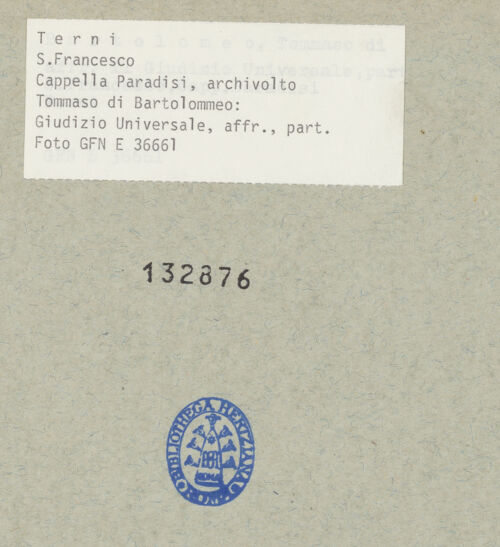 T e r n i
S.Francesco
Cappella Paradisi, archivolto
Tommaso di Bartolommeo:
Giudizio Universale, affr., part.
Foto GFN E 36661
132876
BIBLIOTHECA HERTZIANA